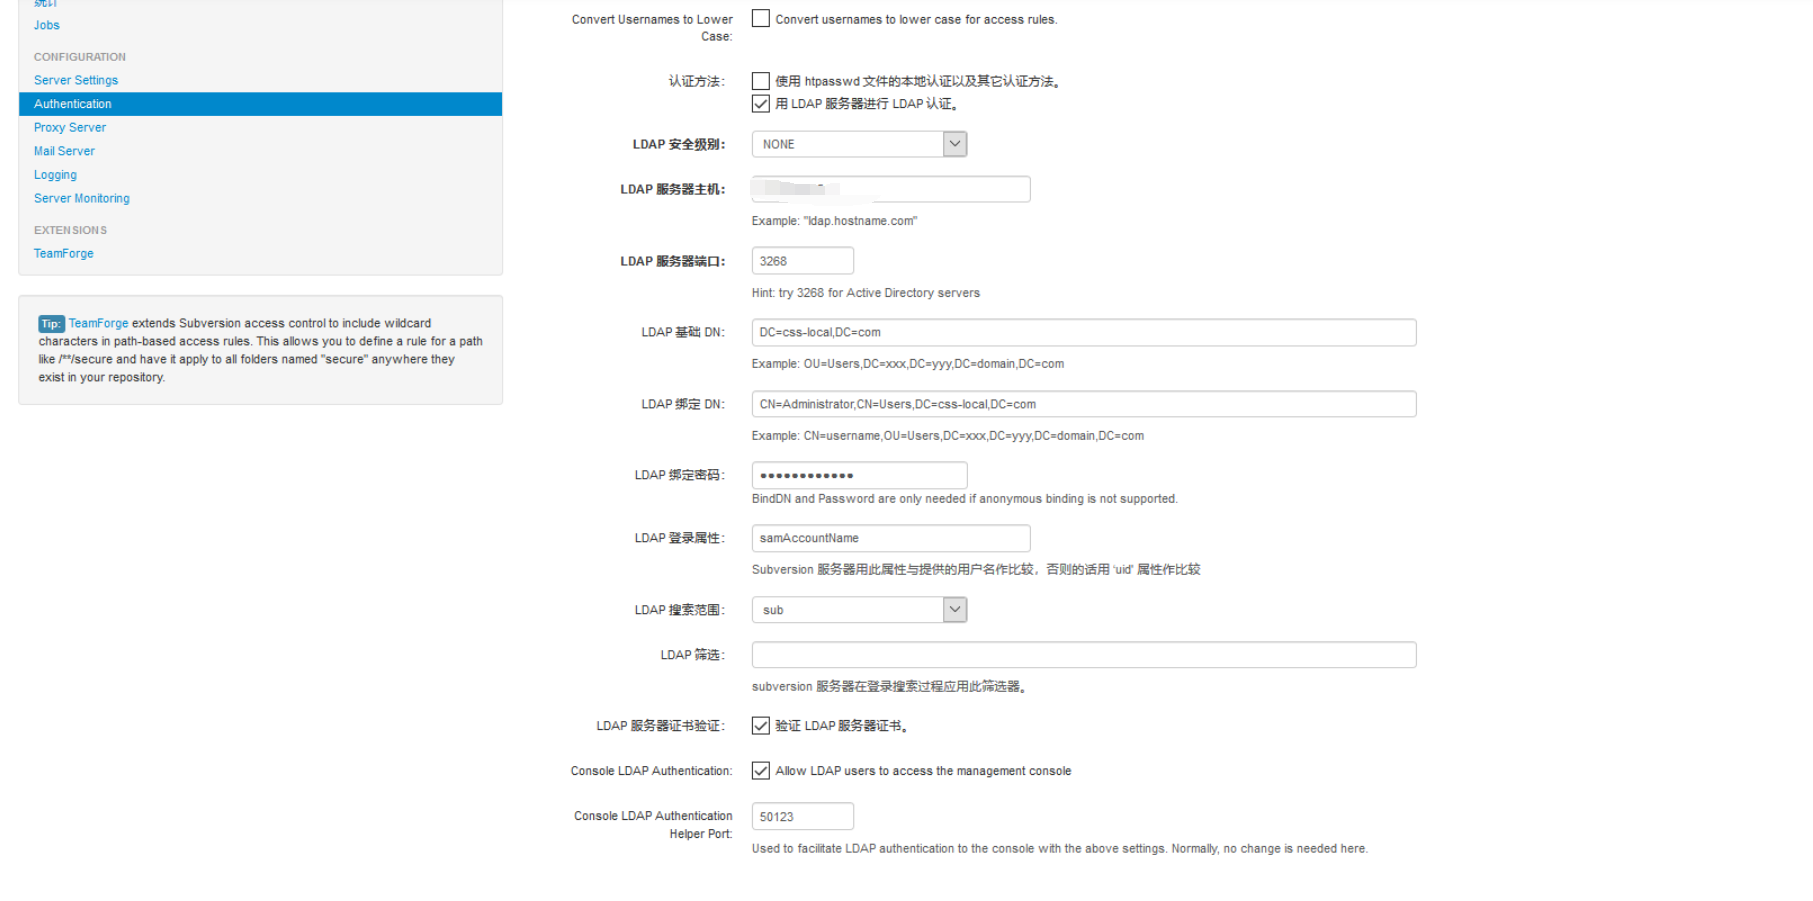 统计
Jobs
CONFIGURATION
Server Settings
Authentication
Proxy Server
Mail Server
Logging
Server Monitoring
EXTENSIONS
TeamForge
Tip: TeamForge extends Subversion access control to include wildcard
characters in path-based access rules. This allows you to define a rule for a path
like /**/secure and have it apply to all folders named "secure" anywhere they
exist in your repository.
Convert Usernames to Lower
Case:
Convert usernames to lower case for access rules.
认证方法：
使用 htpasswd 文件的本地认证以及其它认证方法。
用 LDAP 服务器进行 LDAP 认证。
LDAP 安全级别：
NONE
LDAP 服务器主机：
Example: "ldap.hostname.com"
LDAP 服务器端口：
3268
Hint: try 3268 for Active Directory servers
LDAP 基础 DN:
DC=css-local,DC=com
Example: OU=Users,DC=xxx,DC=yyy,DC=domain,DC=com
LDAP 绑定 DN:
CN=Administrator,CN=Users,DC=css-local,DC=com
Example: CN=username,OU=Users,DC=xxx,DC=yyy,DC=domain,DC=com
LDAP 绑定密码：
••••••••••••
BindDN and Password are only needed if anonymous binding is not supported.
LDAP 登录属性：
samAccountName
Subversion 服务器用此属性与提供的用户名作比较，否则的话用 'uid' 属性作比较
LDAP 搜索范围：
sub
LDAP 筛选：
subversion 服务器在登录搜索过程应用此筛选器。
LDAP 服务器证书验证：
验证 LDAP 服务器证书。
Console LDAP Authentication:
Allow LDAP users to access the management console
Console LDAP Authentication
Helper Port:
50123
Used to facilitate LDAP authentication to the console with the above settings. Normally, no change is needed here.